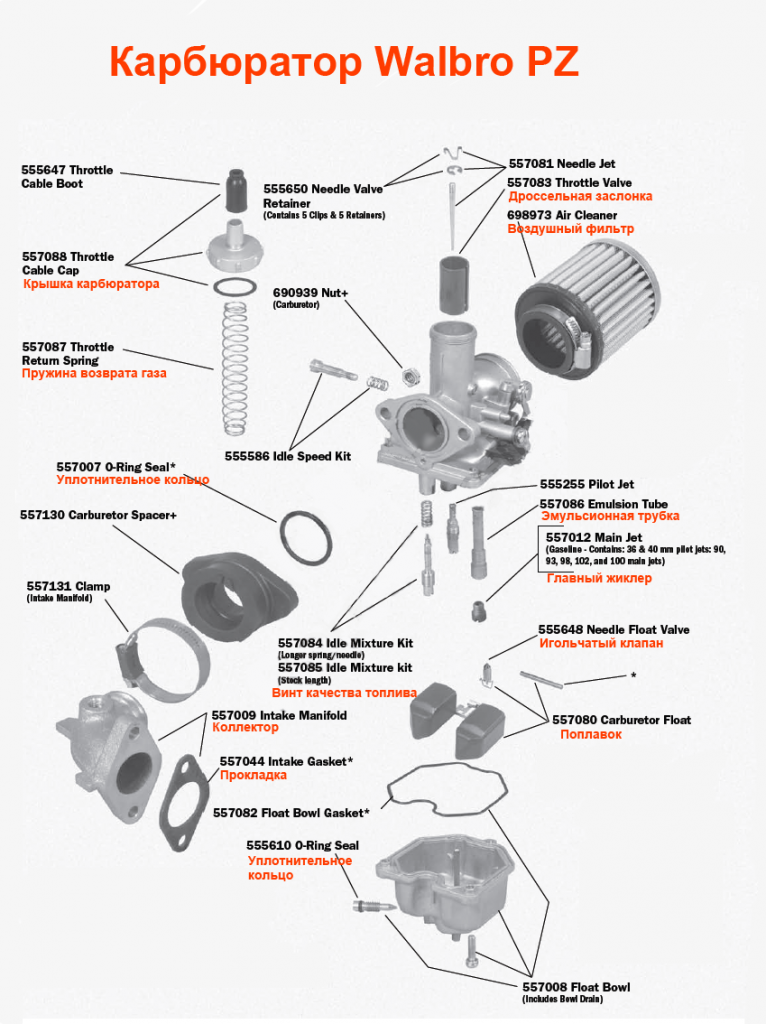 Карбюратор Walbro PZ
555647 Throttle
Cable Boot
557088 Throttle
Cable Cap
Крышка карбюратора
557087 Throttle
Return Spring
Пружина возврата газа
555650 Needle Valve
Retainer
(Contains 5 Clips & 5 Retainers)
690939 Nut+
(Carburetor)
557081 Needle Jet
557083 Throttle Valve
Дроссельная заслонка
698973 Air Cleaner
Воздушный фильтр
555586 Idle Speed Kit
557007 O-Ring Seal*
Уплотнительное кольцо
557130 Carburetor Spacer+
557131 Clamp
(Intake Manifold)
555255 Pilot Jet
557086 Emulsion Tube
Эмульсионная трубка
557012 Main Jet
(Gasoline - Contains: 36 & 40 mm pilot jets: 90,
93, 98, 102, and 100 main jets)
Главный жиклер
557084 Idle Mixture Kit
(Longer spring/needle)
557085 Idle Mixture kit
(Stock length)
Винт качества топлива
555648 Needle Float Valve
Игольчатый клапан
*
557080 Carburetor Float
Поплавок
557009 Intake Manifold
Коллектор
557044 Intake Gasket*
Прокладка
557082 Float Bowl Gasket*
555610 O-Ring Seal
Уплотнительное
кольцо
557008 Float Bowl
(Includes Bowl Drain)